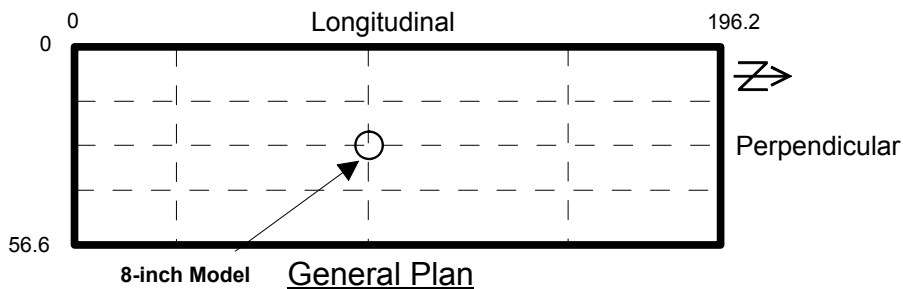 0 Longitudinal 196.2
0
N
Perpendicular
56.6
8-inch Model General Plan